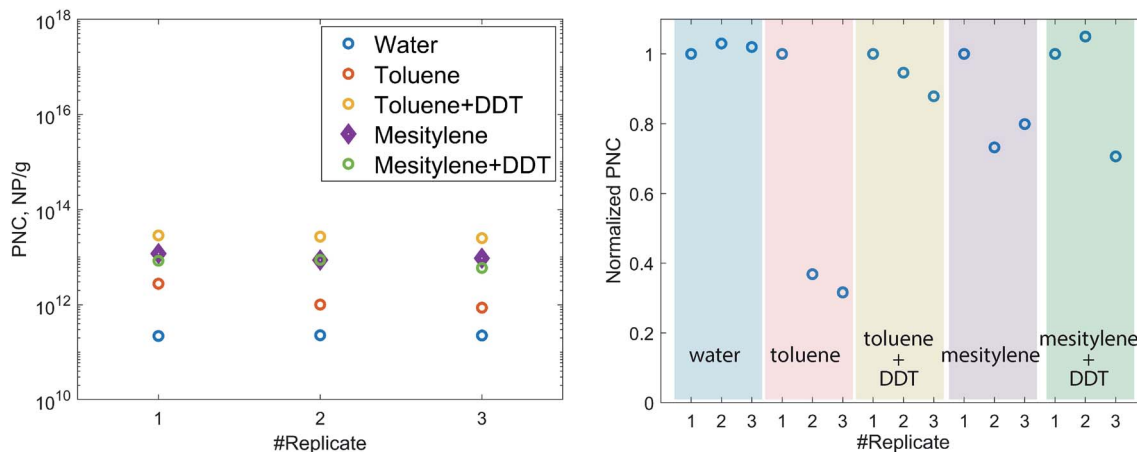 10^18
10^16
10^14
10^12
10^10
PNC, NP/g
Water
Toluene
Toluene+DDT
Mesitylene
Mesitylene+DDT
1 2 3
#Replicate
1
0.8
0.6
0.4
0.2
0
Normalized PNC
water
toluene
toluene
+
DDT
mesitylene
mesitylene
+
DDT
1 2 3 1 2 3 1 2 3 1 2 3 1 2 3
#Replicate